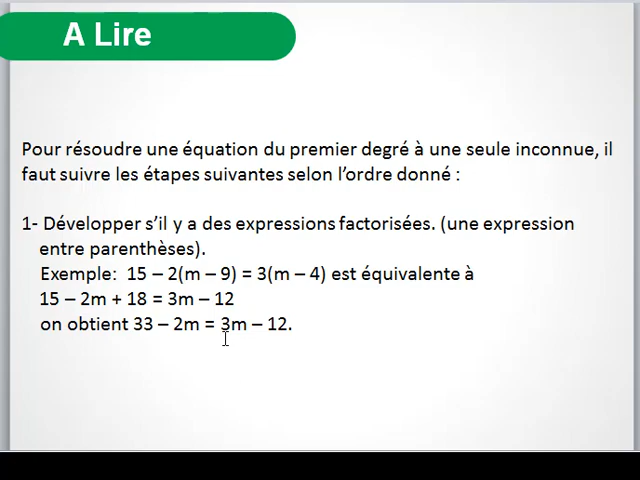 A Lire
Pour résoudre une équation du premier degré à une seule inconnue, il
faut suivre les étapes suivantes selon l’ordre donné :
1- Développer s’il y a des expressions factorisées. (une expression
entre parenthèses).
Exemple: 15 – 2(m – 9) = 3(m – 4) est équivalente à
15 – 2m + 18 = 3m – 12
on obtient 33 – 2m = 3m – 12.